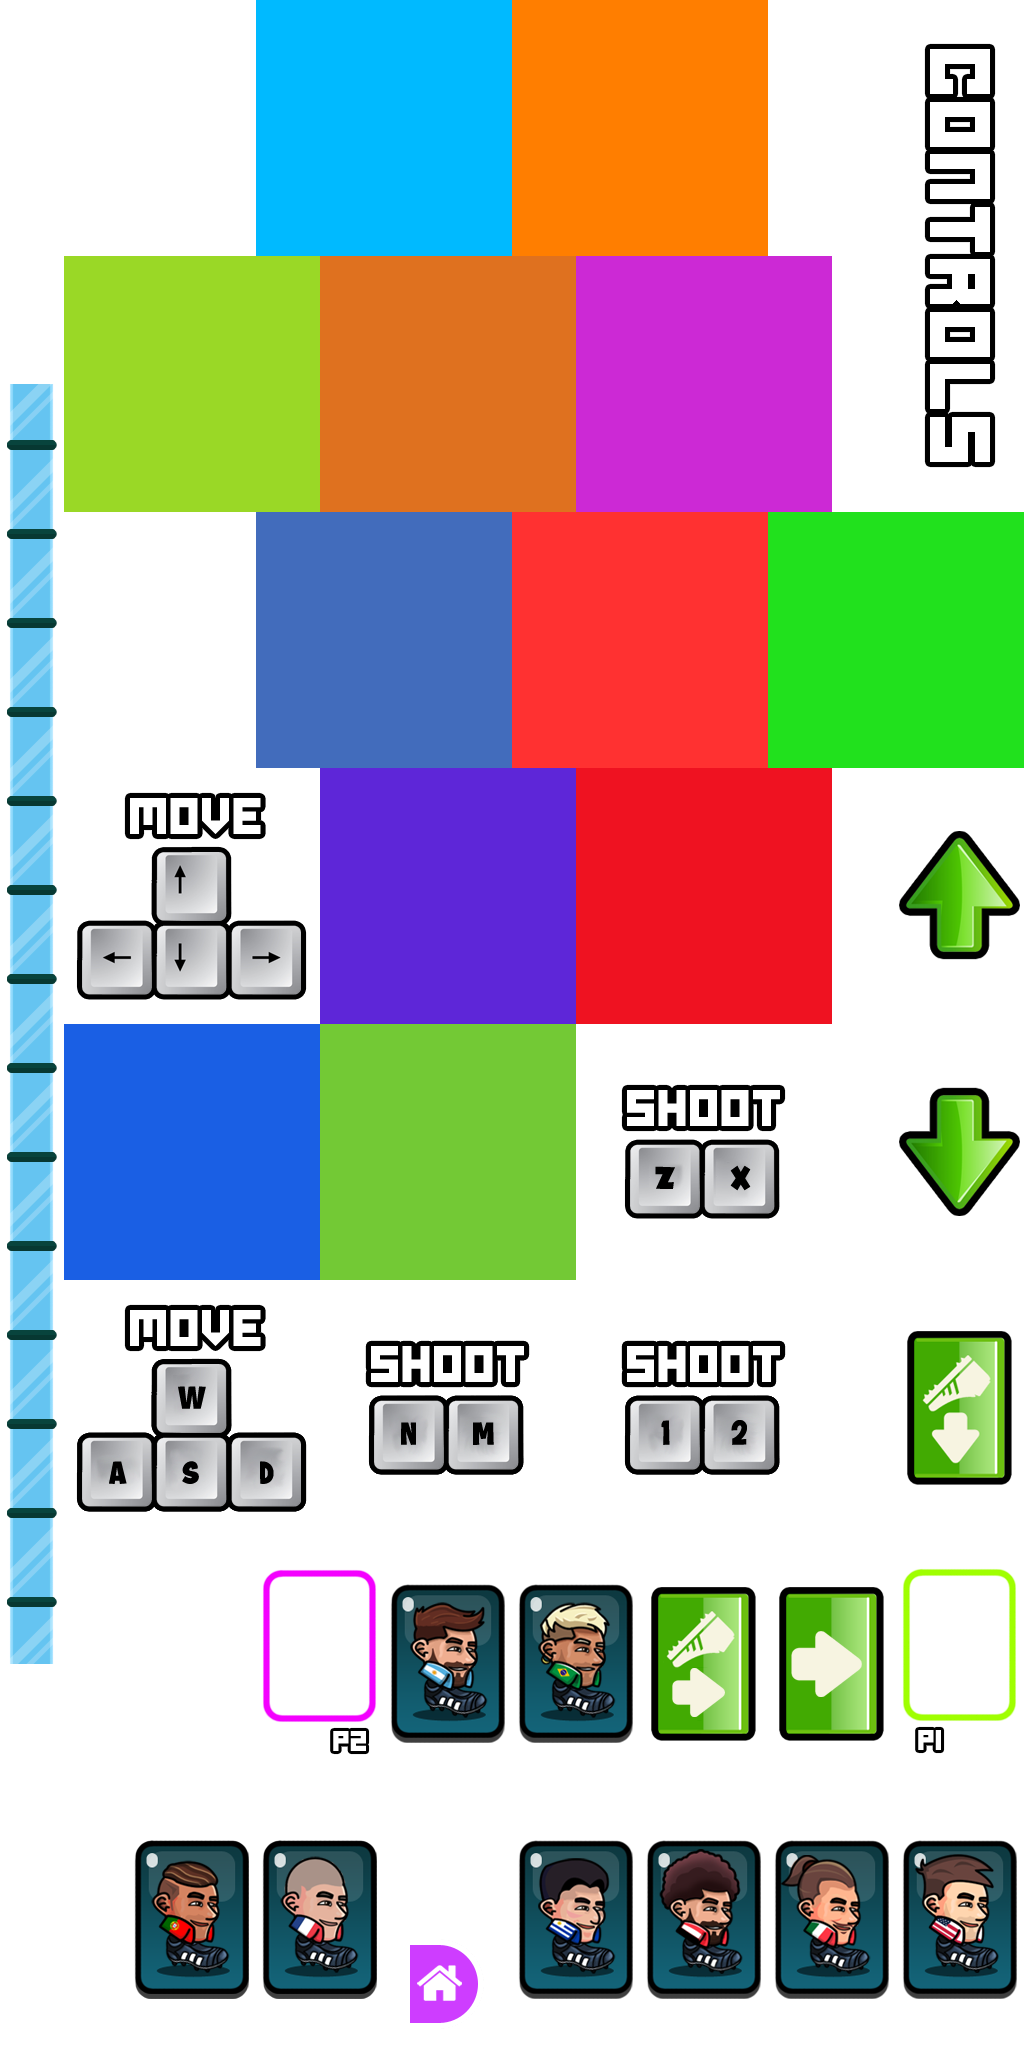 CONTROLS
MOVE
↑
← ↓ →
SHOOT
Z X
MOVE
W
A S D
SHOOT
N M
SHOOT
1 2
P2
P1